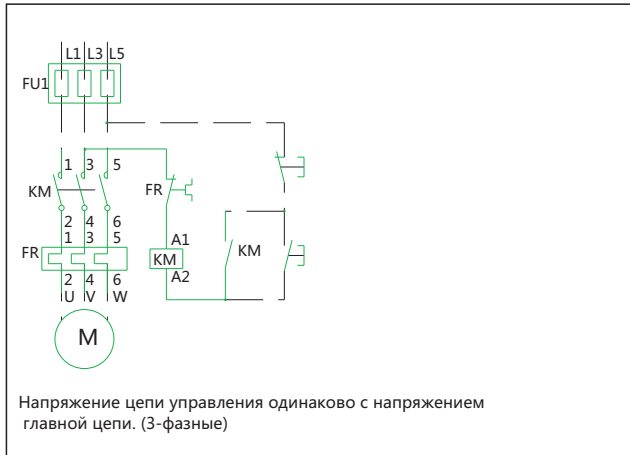 L1 L3 L5
FU1
1 3 5
KM
FR
2 4 6
1 3 5
FR
A1
KM
KM
A2
2 4 6
U V W
M
Напряжение цепи управления одинаково с напряжением
главной цепи. (3-фазные)